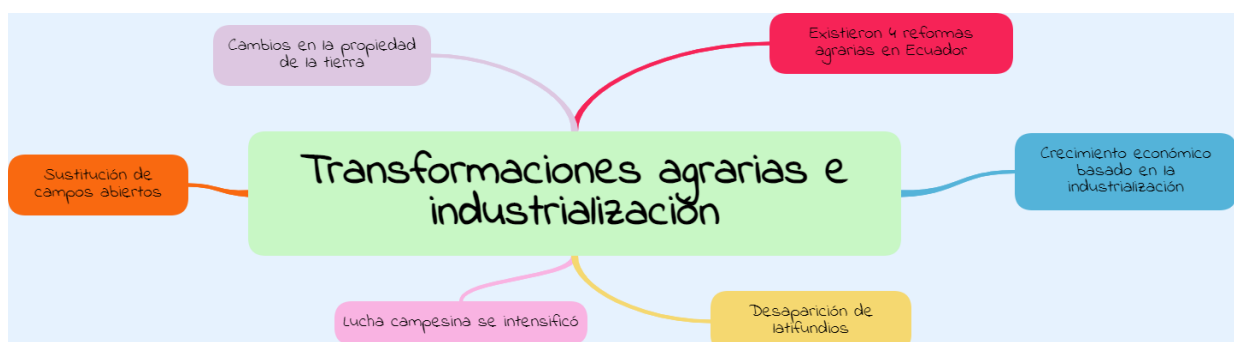 Cambios en la propiedad
de la tierra
Existieron 4 reformas
agrarias en Ecuador
Sustitución de
campos abiertos
Transformaciones agrarias e
industrialización
Crecimiento económico
basado en la
industrialización
Lucha campesina se intensificó
Desaparición de
latifundios